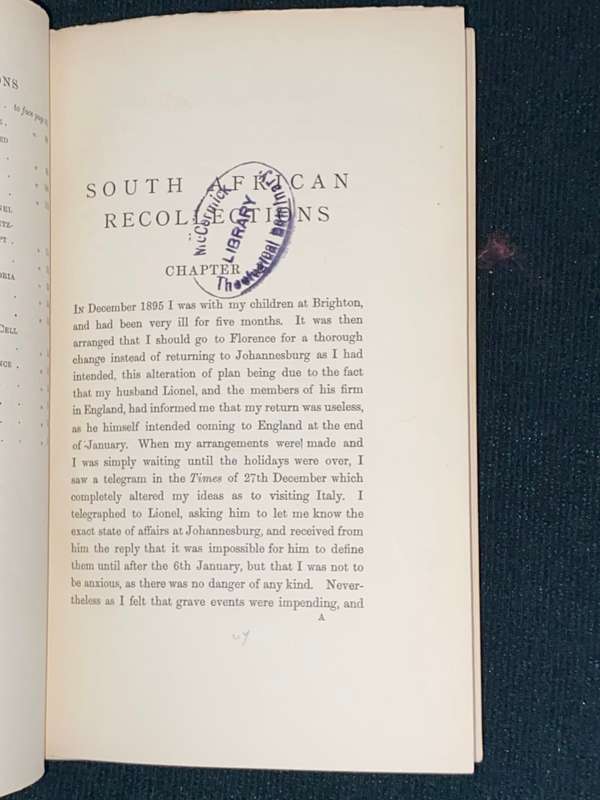 ONS
to face page
SOUTH AFRICAN
RECOLLECTIONS
McCormick
LIBRARY
Theological Seminary
CHAPTER
IN December 1895 I was with my children at Brighton,
and had been very ill for five months. It was then
arranged that I should go to Florence for a thorough
change instead of returning to Johannesburg as I had
intended, this alteration of plan being due to the fact
that my husband Lionel, and the members of his firm
in England, had informed me that my return was useless,
as he himself intended coming to England at the end
of January. When my arrangements were made and
I was simply waiting until the holidays were over, I
saw a telegram in the Times of 27th December which
completely altered my ideas as to visiting Italy. I
telegraphed to Lionel, asking him to let me know the
exact state of affairs at Johannesburg, and received from
him the reply that it was impossible for him to define
them until after the 6th January, but that I was not to
be anxious, as there was no danger of any kind. Never-
theless as I felt that grave events were impending, and
A